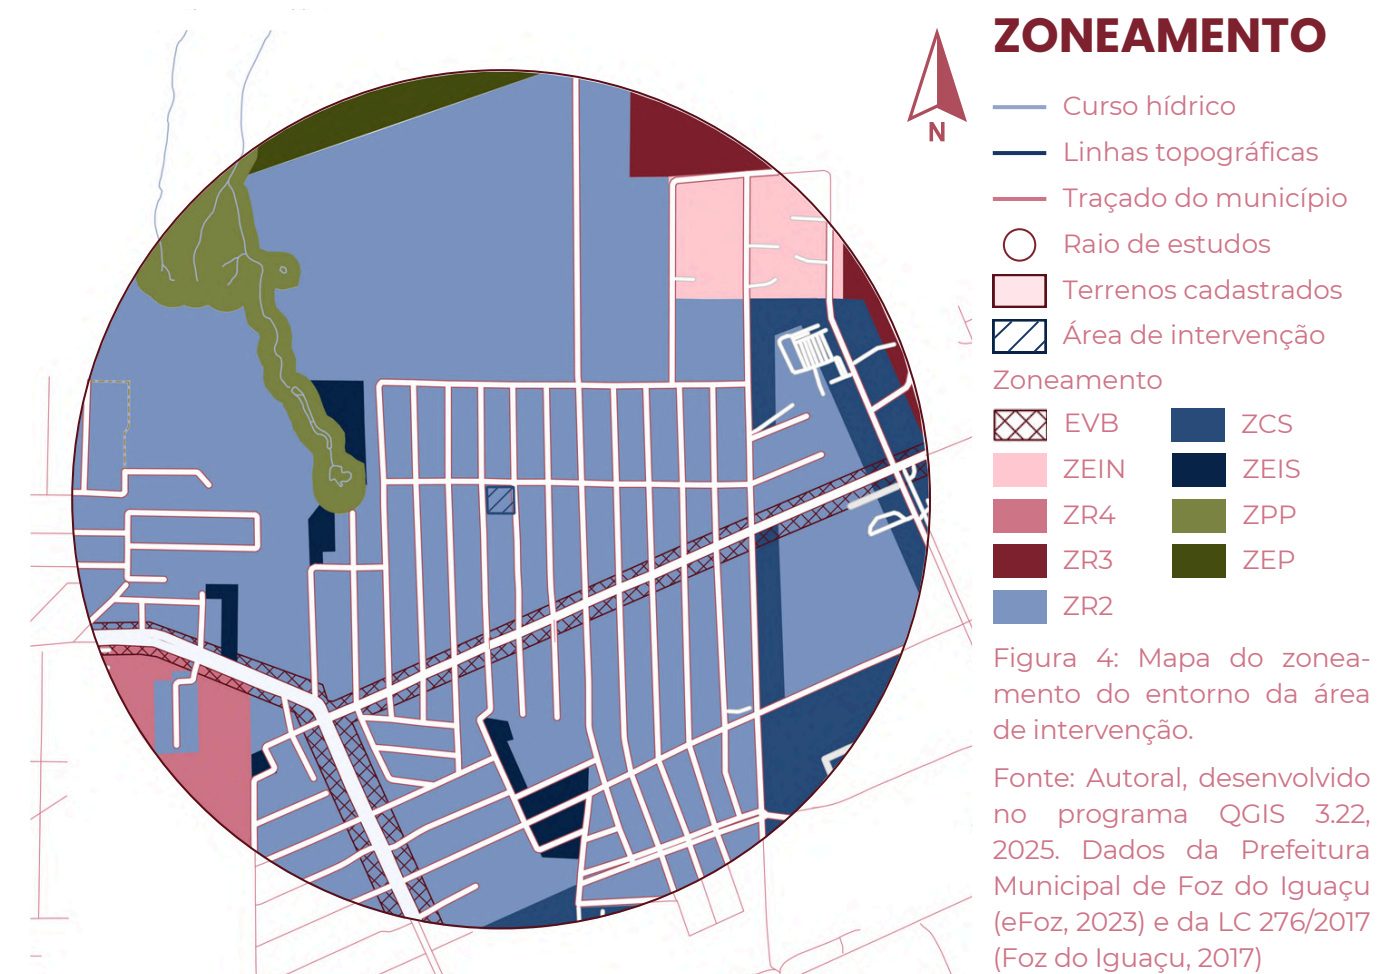 ZONEAMENTO
N
Curso hídrico
Linhas topográficas
Traçado do município
Raio de estudos
Terrenos cadastrados
Área de intervenção
Zoneamento
EVB
ZCS
ZEIN
ZEIS
ZR4
ZPP
ZR3
ZEP
ZR2
Figura 4: Mapa do zonea-
mento do entorno da área
de intervenção.
Fonte: Autoral, desenvolvido
no programa QGIS 3.22,
2025. Dados da Prefeitura
Municipal de Foz do Iguaçu
(eFoz, 2023) e da LC 276/2017
(Foz do Iguaçu, 2017)